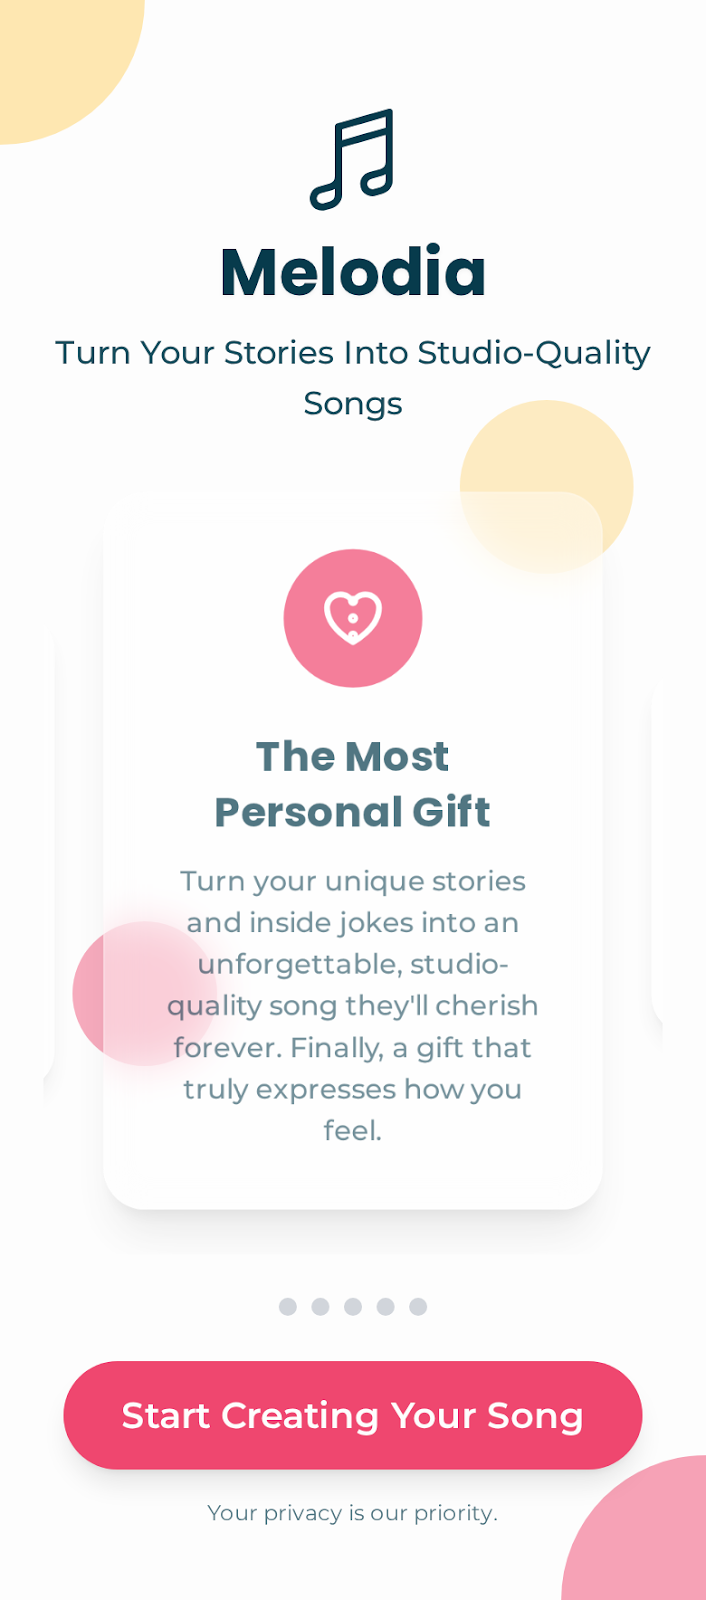 Melodia
Turn Your Stories Into Studio-Quality
Songs
The Most
Personal Gift
Turn your unique stories
and inside jokes into an
unforgettable, studio-
quality song they'll cherish
forever. Finally, a gift that
truly expresses how you
feel.
Start Creating Your Song
Your privacy is our priority.